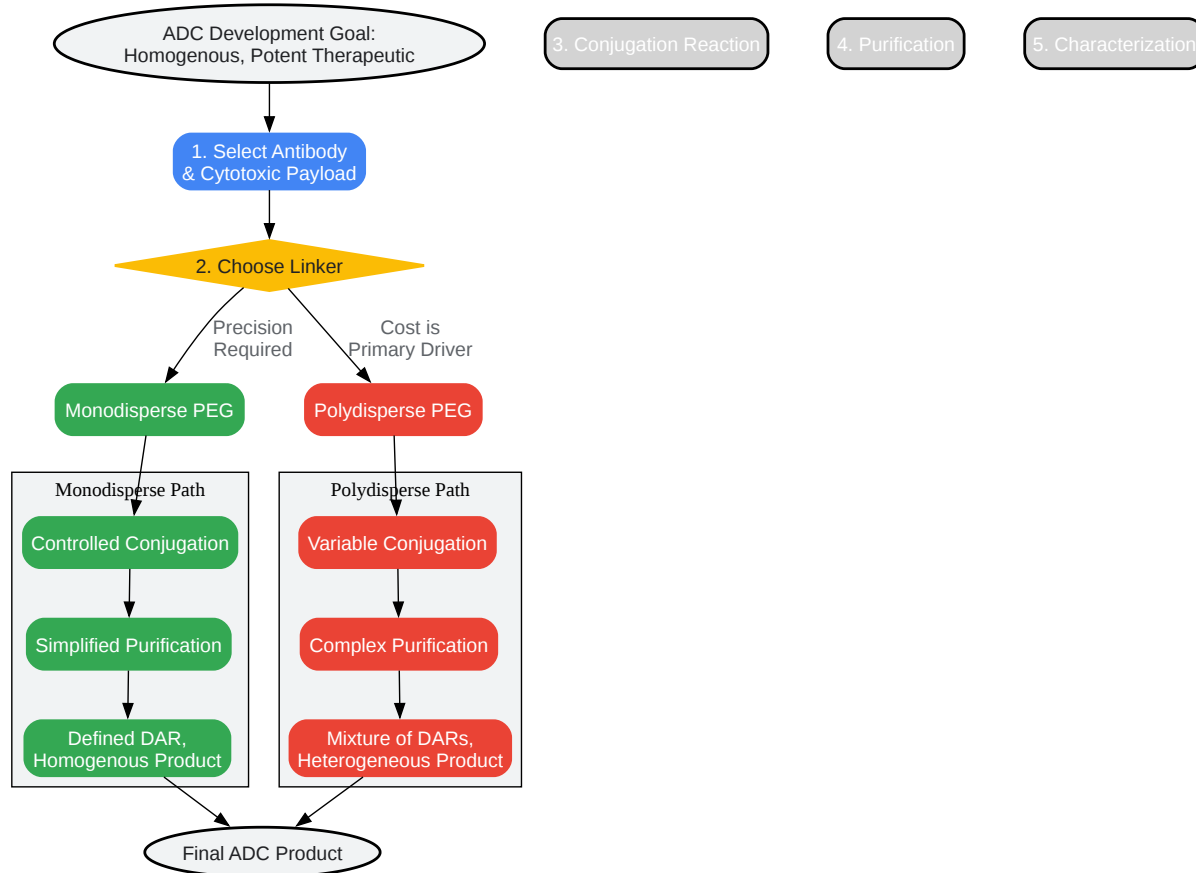 ADC Development Goal:
Homogenous, Potent Therapeutic
3. Conjugation Reaction
4. Purification
5. Characterization
1. Select Antibody
& Cytotoxic Payload
2. Choose Linker
Precision
Required
Cost is
Primary Driver
Monodisperse PEG
Polydisperse PEG
Monodisperse Path
Polydisperse Path
Controlled Conjugation
Variable Conjugation
Simplified Purification
Complex Purification
Defined DAR,
Homogenous Product
Mixture of DARs,
Heterogeneous Product
Final ADC Product